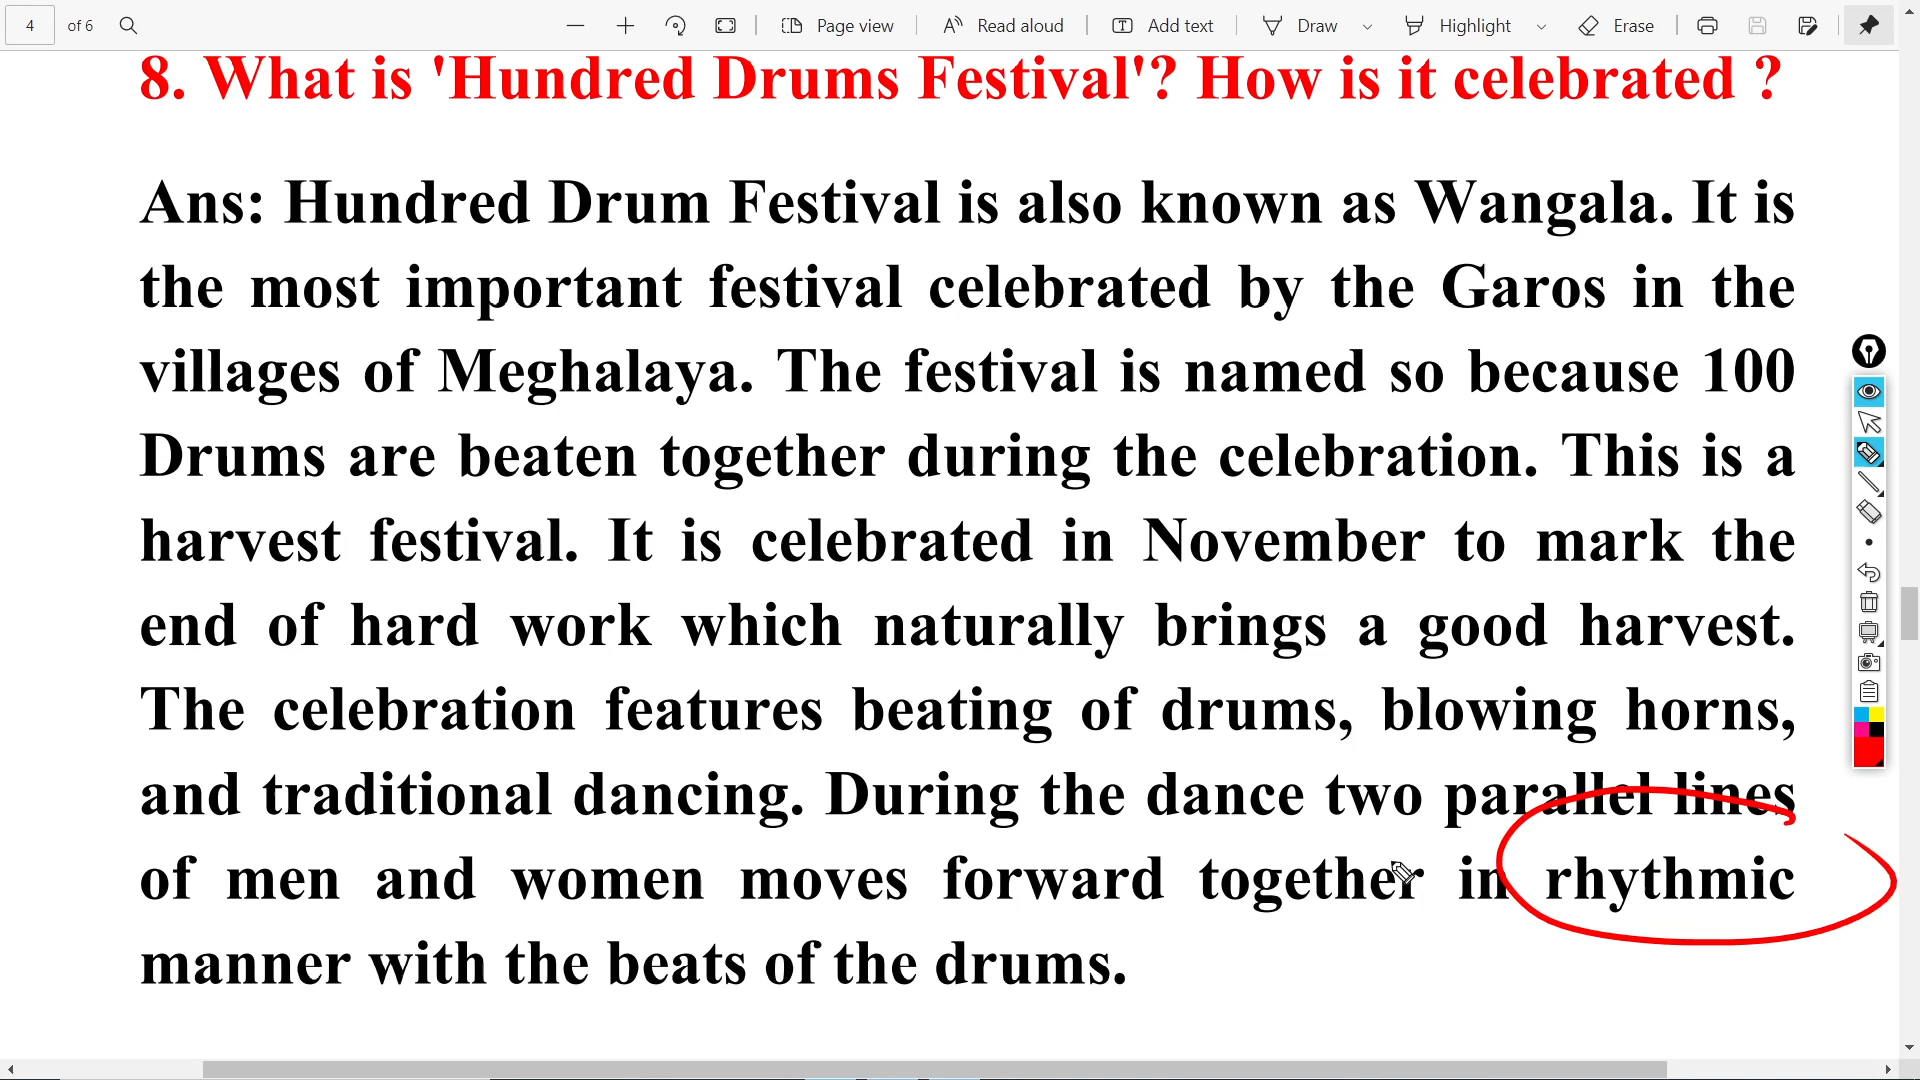 4 of 6 Page view Read aloud Add text Draw Highlight Erase
8. What is 'Hundred Drums Festival'? How is it celebrated ?
Ans: Hundred Drum Festival is also known as Wangala. It is
the most important festival celebrated by the Garos in the
villages of Meghalaya. The festival is named so because 100
Drums are beaten together during the celebration. This is a
harvest festival. It is celebrated in November to mark the
end of hard work which naturally brings a good harvest.
The celebration features beating of drums, blowing horns,
and traditional dancing. During the dance two parallel lines
of men and women moves forward together in rhythmic
manner with the beats of the drums.